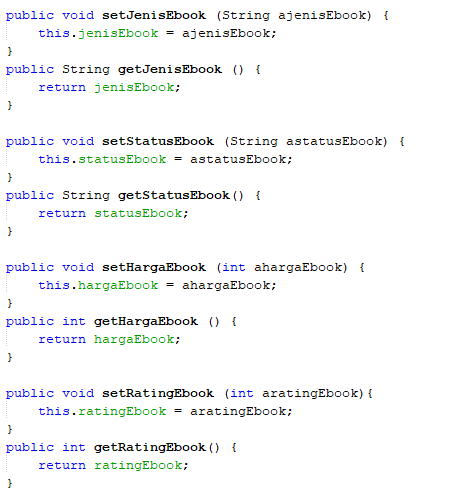 public void setJenisEbook (String ajenisEbook) {
    this.jenisEbook = ajenisEbook;
}
public String getJenisEbook () {
    return jenisEbook;
}

public void setStatusEbook (String astatusEbook) {
    this.statusEbook = astatusEbook;
}
public String getStatusEbook() {
    return statusEbook;
}

public void setHargaEbook (int ahargaEbook) {
    this.hargaEbook = ahargaEbook;
}
public int getHargaEbook () {
    return hargaEbook;
}

public void setRatingEbook (int aratingEbook){
    this.ratingEbook = aratingEbook;
}
public int getRatingEbook() {
    return ratingEbook;
}